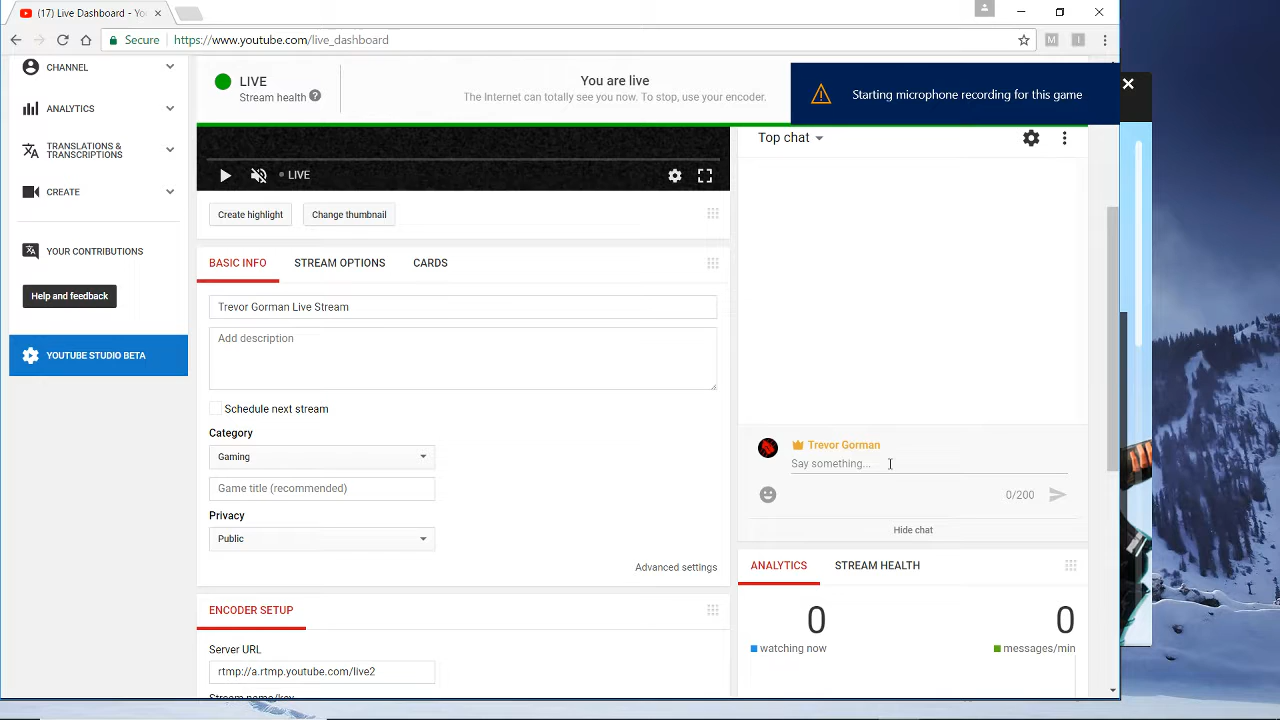 (17) Live Dashboard - Yo
Secure
https://www.youtube.com/live_dashboard
CHANNEL
ANALYTICS
TRANSLATIONS &
TRANSCRIPTIONS
CREATE
YOUR CONTRIBUTIONS
Help and feedback
YOUTUBE STUDIO BETA
LIVE
Stream health ?
You are live
The Internet can totally see you now. To stop, use your encoder.
Starting microphone recording for this game
LIVE
Create highlight
Change thumbnail
BASIC INFO
STREAM OPTIONS
CARDS
Trevor Gorman Live Stream
Add description
Schedule next stream
Category
Gaming
Game title (recommended)
Privacy
Public
Advanced settings
ENCODER SETUP
Server URL
rtmp://a.rtmp.youtube.com/live2
Stream name/key
Top chat
Trevor Gorman
Say something...
0/200
Hide chat
ANALYTICS
STREAM HEALTH
0
watching now
0
messages/min